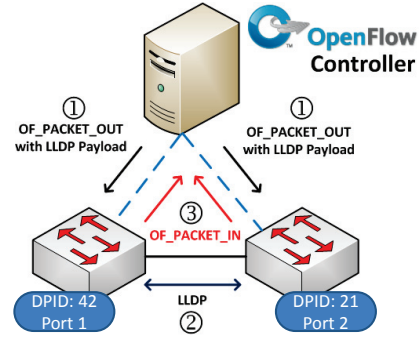 OpenFlow
™
Controller
①
OF_PACKET_OUT
with LLDP Payload
①
OF_PACKET_OUT
with LLDP Payload
③
OF_PACKET_IN
DPID: 42
Port 1
LLDP
②
DPID: 21
Port 2